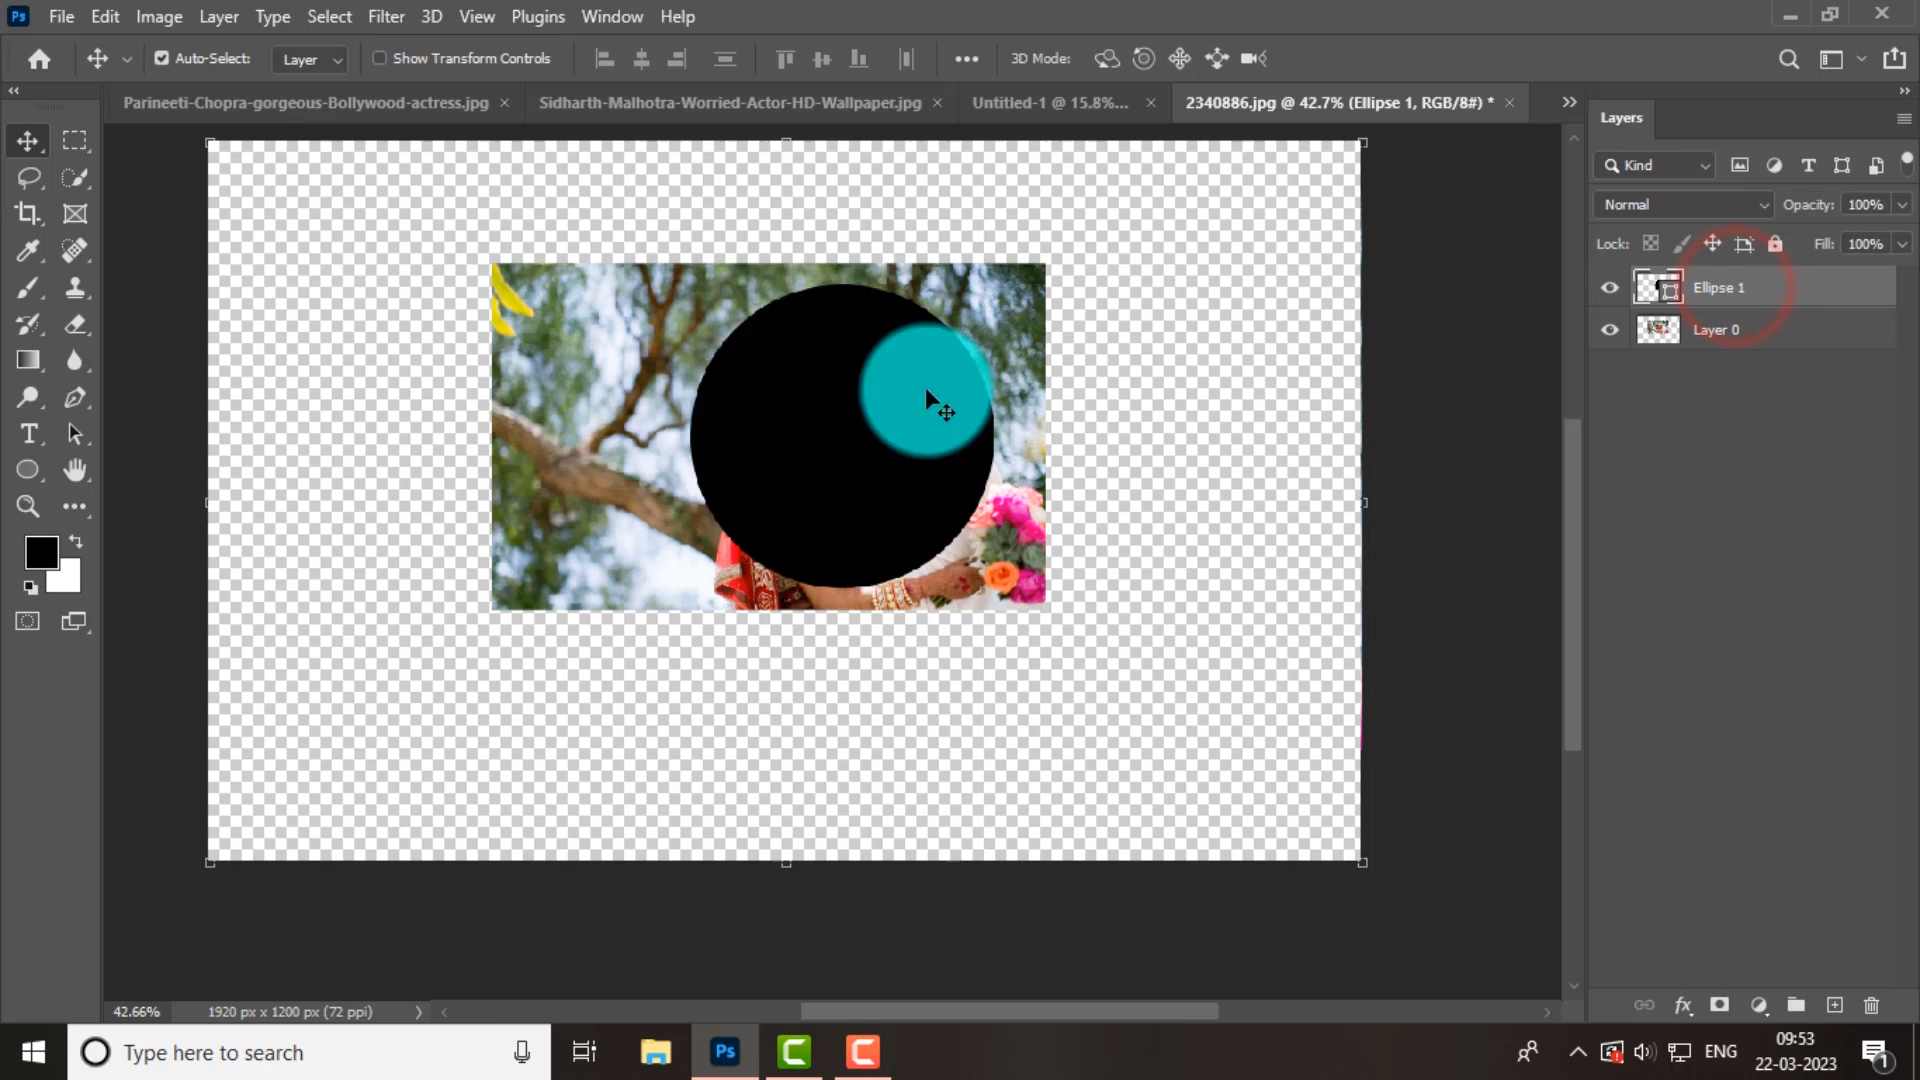 Ps File Edit Image Layer Type Select Filter 3D View Plugins Window Help
Auto-Select: Layer Show Transform Controls 3D Mode:
Parineeti-Chopra-gorgeous-Bollywood-actress.jpg Sidharth-Malhotra-Worried-Actor-HD-Wallpaper.jpg Untitled-1 @ 15.8%... 2340886.jpg @ 42.7% (Ellipse 1, RGB/8#) *
Layers
Kind
Normal Opacity: 100%
Lock: Fill: 100%
Ellipse 1
Layer 0
42.66% 1920 px x 1200 px (72 ppi)
Type here to search Ps ENG 09:53
22-03-2023 1